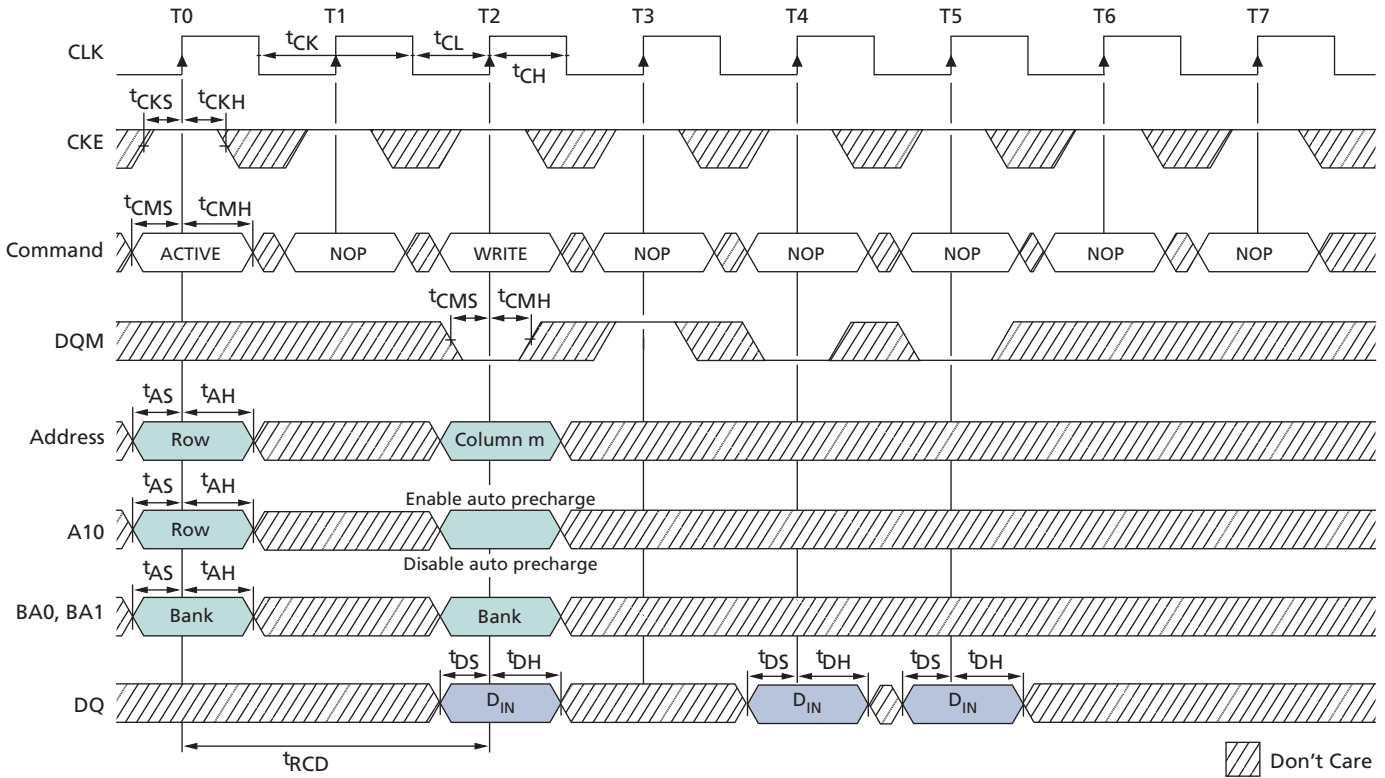 T0 T1 T2 T3 T4 T5 T6 T7
CLK
tCK tCL
tCH
tCKS tCKH
CKE
tCMS tCMH
Command ACTIVE NOP WRITE NOP NOP NOP NOP NOP
tCMS tCMH
DQM
tAS tAH
Address Row Column m
tAS tAH Enable auto precharge
A10 Row
Disable auto precharge
tAS tAH
BA0, BA1 Bank Bank
tDS tDH tDS tDH tDS tDH
DQ DIN DIN DIN
tRCD
Don't Care